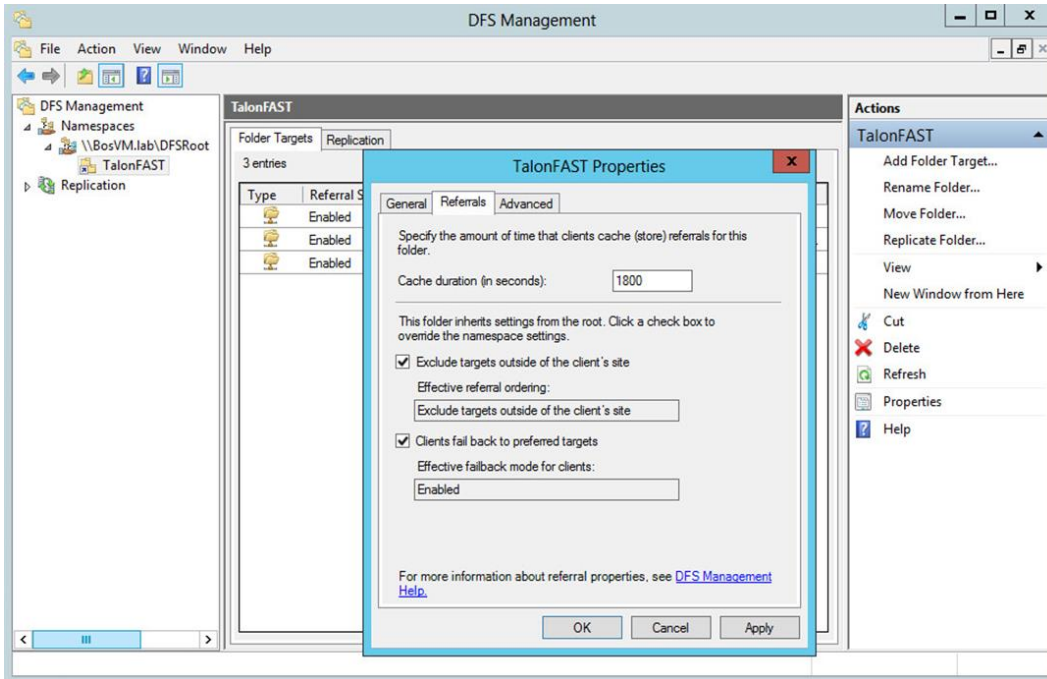 DFS Management
File Action View Window Help
DFS Management
Namespaces
\\BosVM.lab\DFSRoot
TalonFAST
Replication
TalonFAST
Folder Targets Replication
3 entries
Type Referral S
Enabled
Enabled
Enabled
TalonFAST Properties
General Referrals Advanced
Specify the amount of time that clients cache (store) referrals for this
folder.
Cache duration (in seconds): 1800
This folder inherits settings from the root. Click a check box to
override the namespace settings.
Exclude targets outside of the client's site
Effective referral ordering:
Exclude targets outside of the client's site
Clients fail back to preferred targets
Effective failback mode for clients:
Enabled
For more information about referral properties, see DFS Management
Help.
OK Cancel Apply
Actions
TalonFAST
Add Folder Target...
Rename Folder...
Move Folder...
Replicate Folder...
View
New Window from Here
Cut
Delete
Refresh
Properties
Help